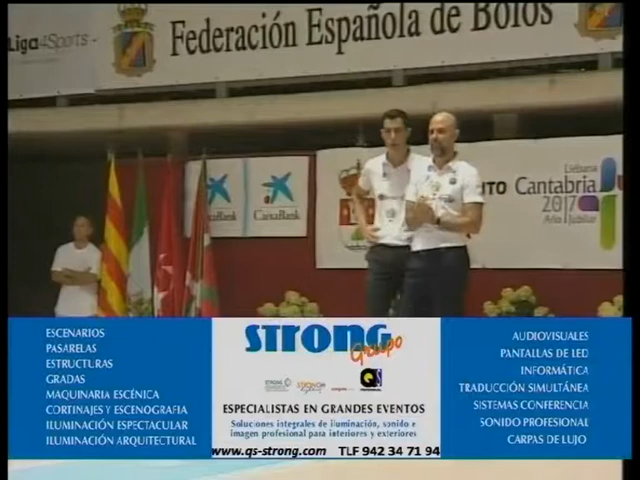 Liga4Sports
Federación Española de Bolos
CaixaBank
CaixaBank
Liébana
Cantabria
2017
Año Jubilar
ESCENARIOS
PASARELAS
ESTRUCTURAS
GRADAS
MAQUINARIA ESCÉNICA
CORTINAJES Y ESCENOGRAFIA
ILUMINACIÓN ESPECTACULAR
ILUMINACIÓN ARQUITECTURAL
STRONG
Grupo
QS
ESPECIALISTAS EN GRANDES EVENTOS
Soluciones integrales de iluminación, sonido e
imagen profesional para interiores y exteriores
www.qs-strong.com TLF 942 34 71 94
AUDIOVISUALES
PANTALLAS DE LED
INFORMÁTICA
TRADUCCIÓN SIMULTÁNEA
SISTEMAS CONFERENCIA
SONIDO PROFESIONAL
CARPAS DE LUJO